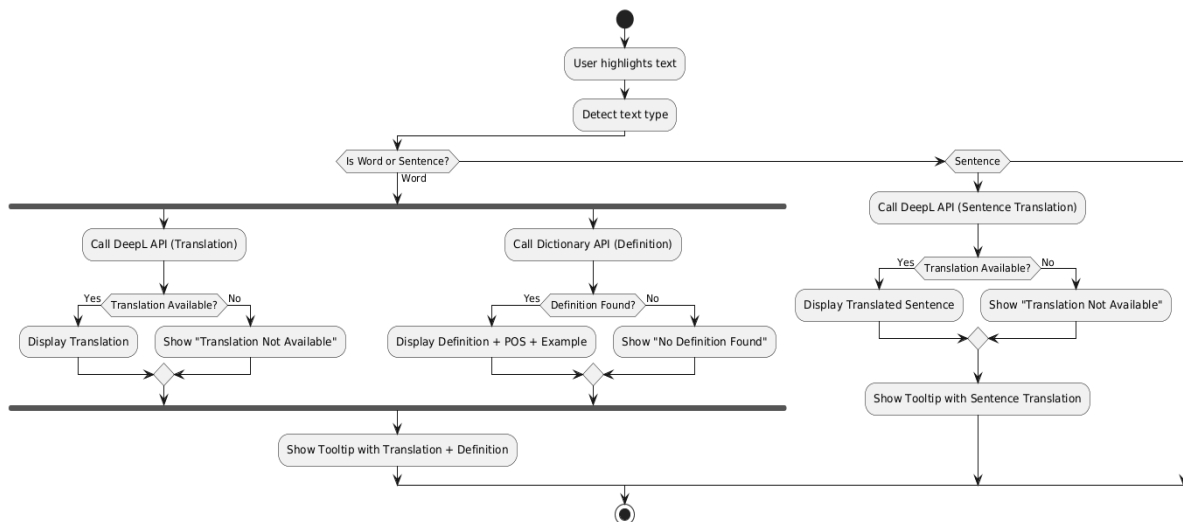 User highlights text
Detect text type
Is Word or Sentence?
Sentence
Word
Call DeepL API (Translation)
Call Dictionary API (Definition)
Call DeepL API (Sentence Translation)
Yes
Translation Available?
No
Yes
Definition Found?
No
Yes
Translation Available?
No
Display Translation
Show "Translation Not Available"
Display Definition + POS + Example
Show "No Definition Found"
Display Translated Sentence
Show "Translation Not Available"
Show Tooltip with Sentence Translation
Show Tooltip with Translation + Definition